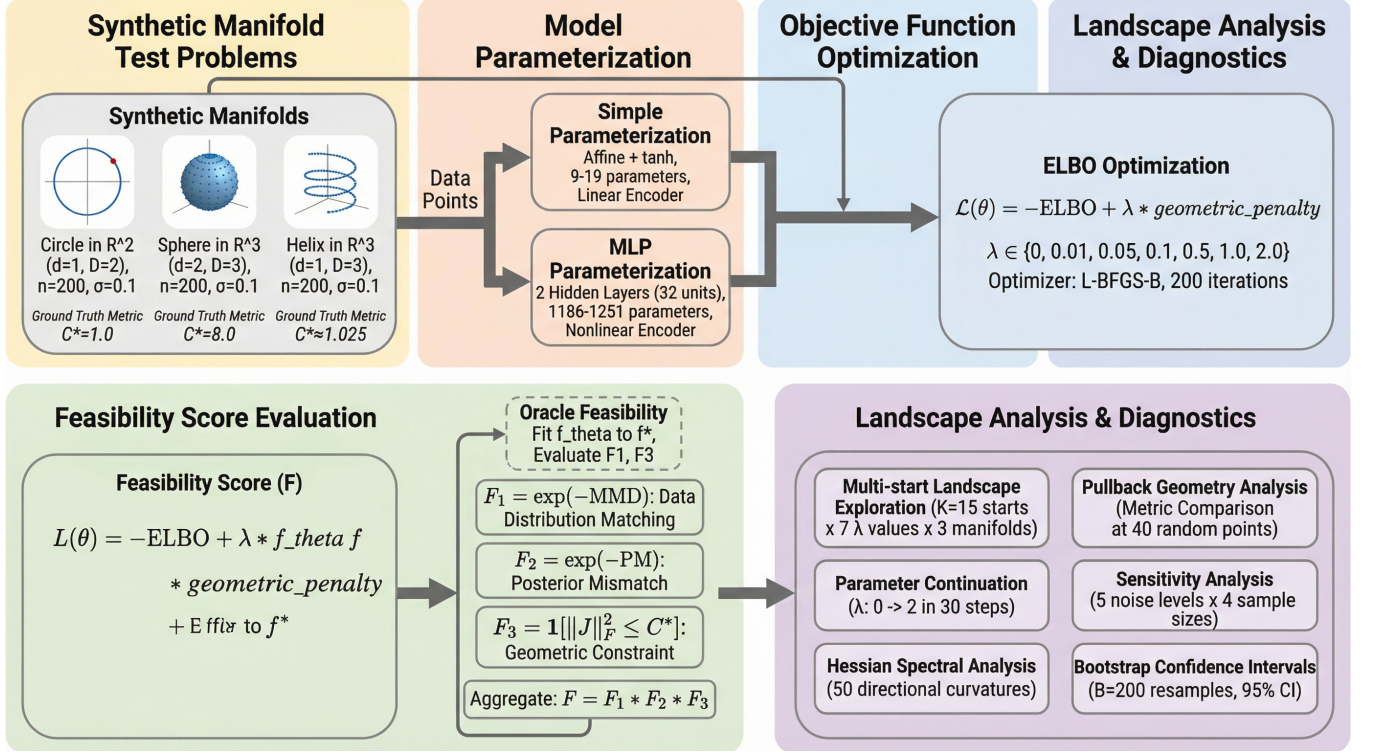 Synthetic Manifold
Test Problems
Synthetic Manifolds
Circle in R^2
(d=1, D=2),
n=200, σ=0.1
Ground Truth Metric
C*=1.0
Sphere in R^3
(d=2, D=3),
n=200, σ=0.1
Ground Truth Metric
C*=8.0
Helix in R^3
(d=1, D=3),
n=200, σ=0.1
Ground Truth Metric
C*≈1.025
Data
Points
Model
Parameterization
Simple
Parameterization
Affine + tanh,
9-19 parameters,
Linear Encoder
MLP
Parameterization
2 Hidden Layers (32 units),
1186-1251 parameters,
Nonlinear Encoder
Objective Function
Optimization
Landscape Analysis
& Diagnostics
ELBO Optimization
ℒ(θ) = −ELBO + λ * geometric_penalty
λ ∈ {0, 0.01, 0.05, 0.1, 0.5, 1.0, 2.0}
Optimizer: L-BFGS-B, 200 iterations
Feasibility Score Evaluation
Feasibility Score (F)
L(θ) = −ELBO + λ * f_theta f
* geometric_penalty
+ E to f*
Oracle Feasibility
Fit f_theta to f*,
Evaluate F1, F3
F₁ = exp(−MMD): Data
Distribution Matching
F₂ = exp(−PM):
Posterior Mismatch
F₃ = 𝟏[||J||²_F ≤ C*]:
Geometric Constraint
Aggregate: F = F₁ * F₂ * F₃
Landscape Analysis & Diagnostics
Multi-start Landscape
Exploration (K=15 starts
x 7 λ values x 3 manifolds)
Pullback Geometry Analysis
(Metric Comparison
at 40 random points)
Parameter Continuation
(λ: 0 -> 2 in 30 steps)
Sensitivity Analysis
(5 noise levels x 4 sample
sizes)
Hessian Spectral Analysis
(50 directional curvatures)
Bootstrap Confidence Intervals
(B=200 resamples, 95% CI)